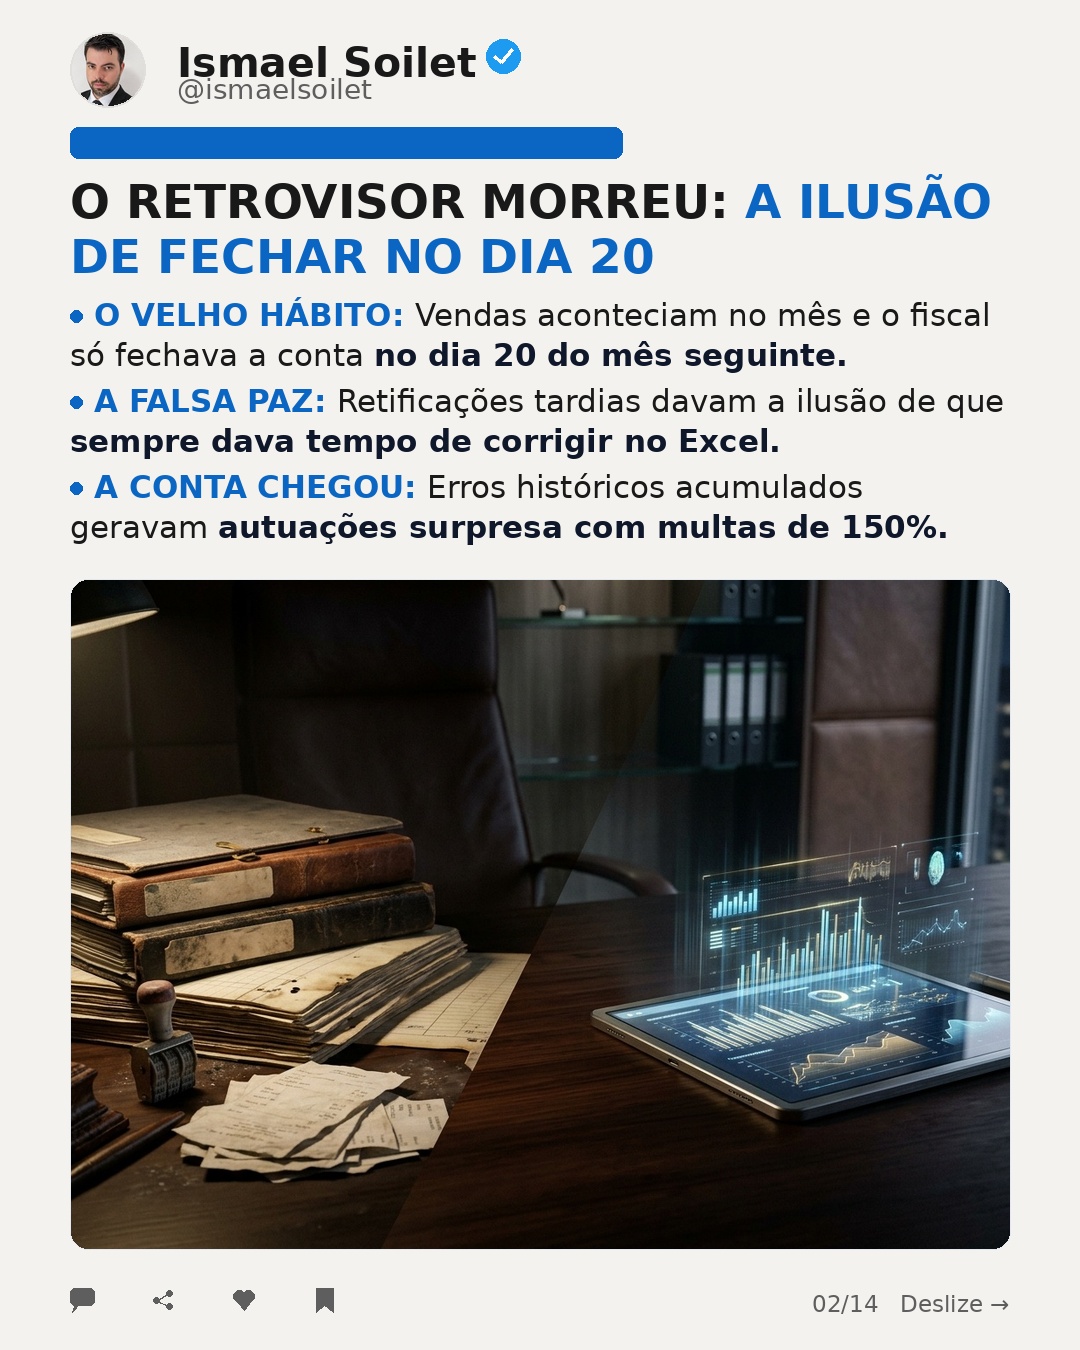 Ismael Soilet
@ismaelsoilet
O RETROVISOR MORREU: A ILUSÃO
DE FECHAR NO DIA 20
• O VELHO HÁBITO: Vendas aconteciam no mês e o fiscal
só fechava a conta no dia 20 do mês seguinte.
• A FALSA PAZ: Retificações tardias davam a ilusão de que
sempre dava tempo de corrigir no Excel.
• A CONTA CHEGOU: Erros históricos acumulados
geravam autuações surpresa com multas de 150%.
02/14 Deslize →